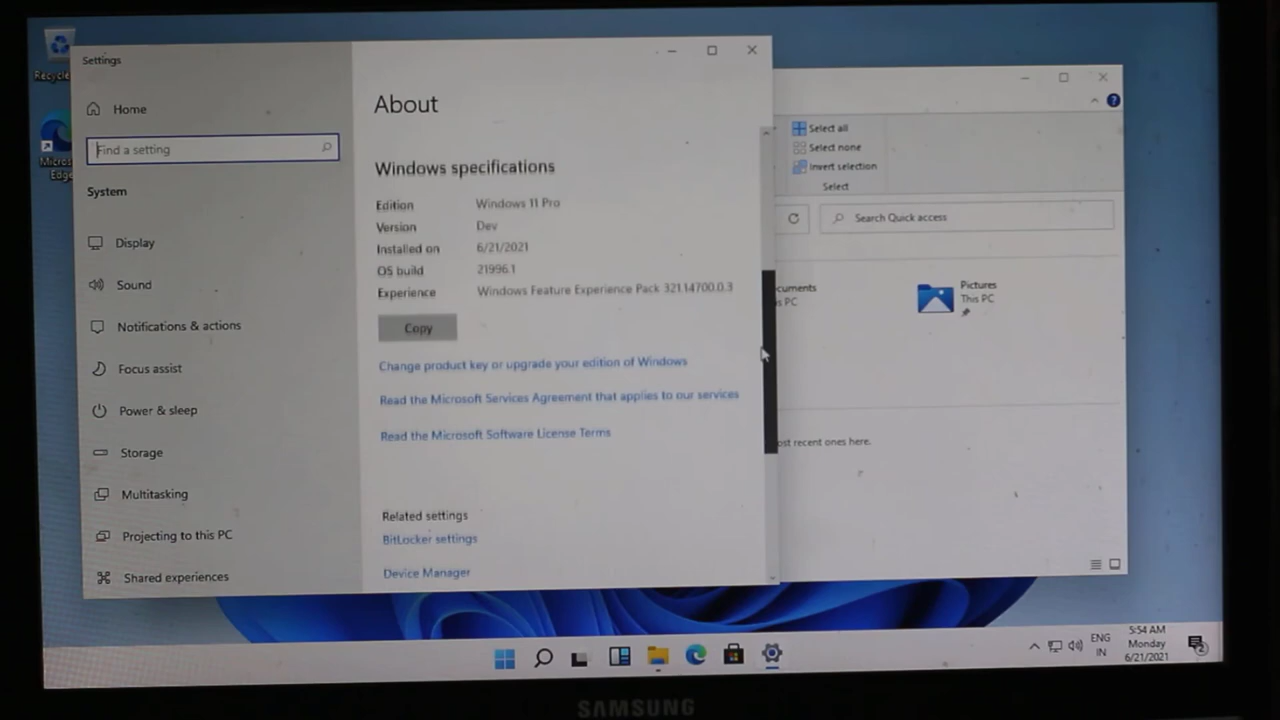 Settings
Home
Find a setting
System
Display
Sound
Notifications & actions
Focus assist
Power & sleep
Storage
Multitasking
Projecting to this PC
Shared experiences
About
Windows specifications
Edition Windows 11 Pro
Version Dev
Installed on 6/21/2021
OS build 21996.1
Experience Windows Feature Experience Pack 321.14700.0.3
Copy
Change product key or upgrade your edition of Windows
Read the Microsoft Services Agreement that applies to our services
Read the Microsoft Software License Terms
Related settings
BitLocker settings
Device Manager
Select all
Select none
Invert selection
Select
Search Quick access
cuments
s PC
Pictures
This PC
ost recent ones here.
Recycle
Micros
Edge
ENG
IN
5:54 AM
Monday
6/21/2021
2
SAMSUNG